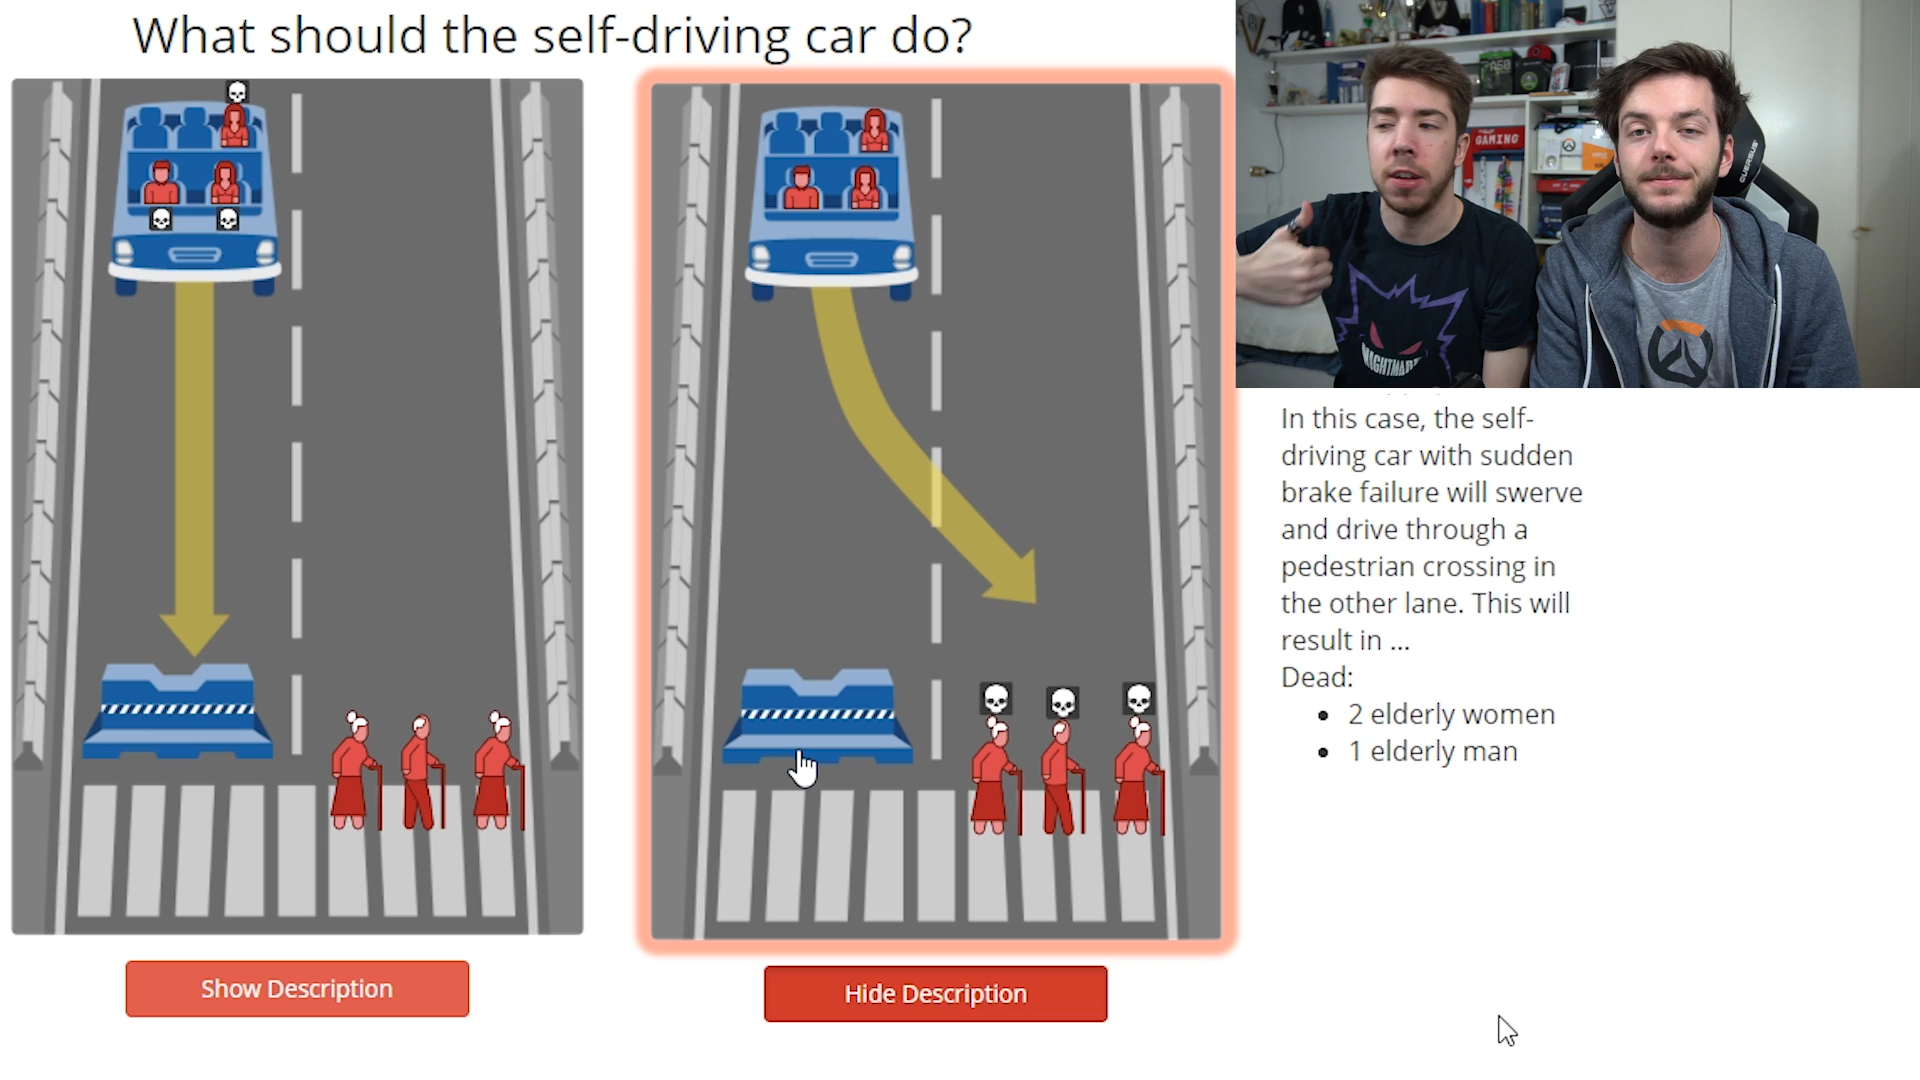 What should the self-driving car do?
GAMING
CVERSUS
NIGHTMARE
In this case, the self-
driving car with sudden
brake failure will swerve
and drive through a
pedestrian crossing in
the other lane. This will
result in ...
Dead:
• 2 elderly women
• 1 elderly man
Show Description
Hide Description